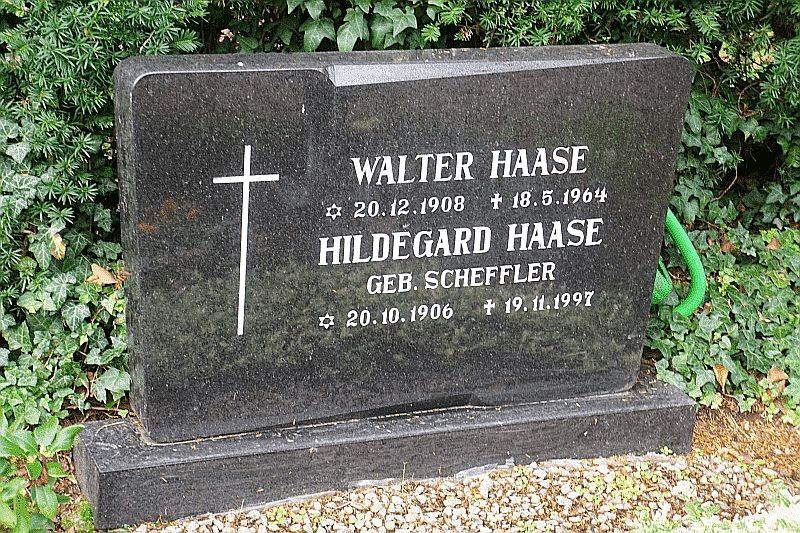 WALTER HAASE
✡ 20.12.1908 ✝ 18.5.1964
HILDEGARD HAASE
GEB. SCHEFFLER
✡ 20.10.1906 ✝ 19.11.1997